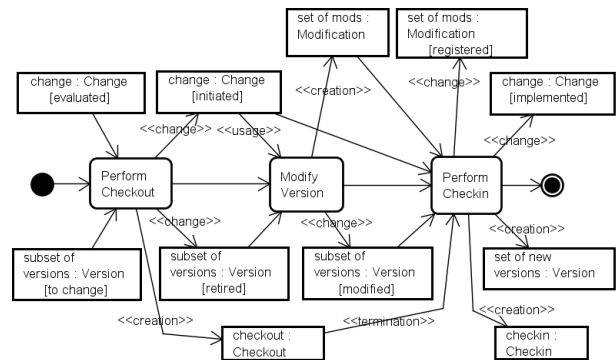 set of mods :
Modification
set of mods :
Modification
[registered]
change : Change
[evaluated]
change : Change
[initiated]
change : Change
[implemented]
<<creation>>
<<change>>
<<change>>
<<usage>>
<<change>>
Perform
Checkout
Modify
Version
Perform
Checkin
<<change>>
<<change>>
<<creation>>
subset of
versions : Version
[to change]
subset of
versions : Version
[retired]
subset of
versions : Version
[modified]
set of new
versions : Version
<<creation>>
<<termination>>
<<creation>>
checkout :
Checkout
checkin :
Checkin